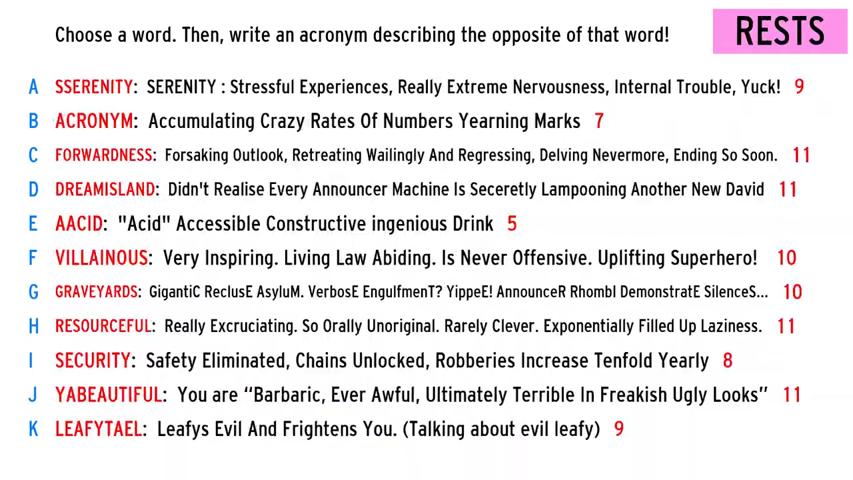 Choose a word. Then, write an acronym describing the opposite of that word!
RESTS
A SSERENITY: SERENITY : Stressful Experiences, Really Extreme Nervousness, Internal Trouble, Yuck! 9
B ACRONYM: Accumulating Crazy Rates Of Numbers Yearning Marks 7
C FORWARDNESS: Forsaking Outlook, Retreating Wailingly And Regressing, Delving Nevermore, Ending So Soon. 11
D DREAMISLAND: Didn't Realise Every Announcer Machine Is Seceretly Lampooning Another New David 11
E AACID: "Acid" Accessible Constructive ingenious Drink 5
F VILLAINOUS: Very Inspiring. Living Law Abiding. Is Never Offensive. Uplifting Superhero! 10
G GRAVEYARDS: GigantiC ReclusE AsyluM. VerbosE EngulfmenT? YippeE! AnnounceR RhombI DemonstratE SilenceS... 10
H RESOURCEFUL: Really Excruciating. So Orally Unoriginal. Rarely Clever. Exponentially Filled Up Laziness. 11
I SECURITY: Safety Eliminated, Chains Unlocked, Robberies Increase Tenfold Yearly 8
J YABEAUTIFUL: You are “Barbaric, Ever Awful, Ultimately Terrible In Freakish Ugly Looks” 11
K LEAFYTAEL: Leafys Evil And Frightens You. (Talking about evil leafy) 9